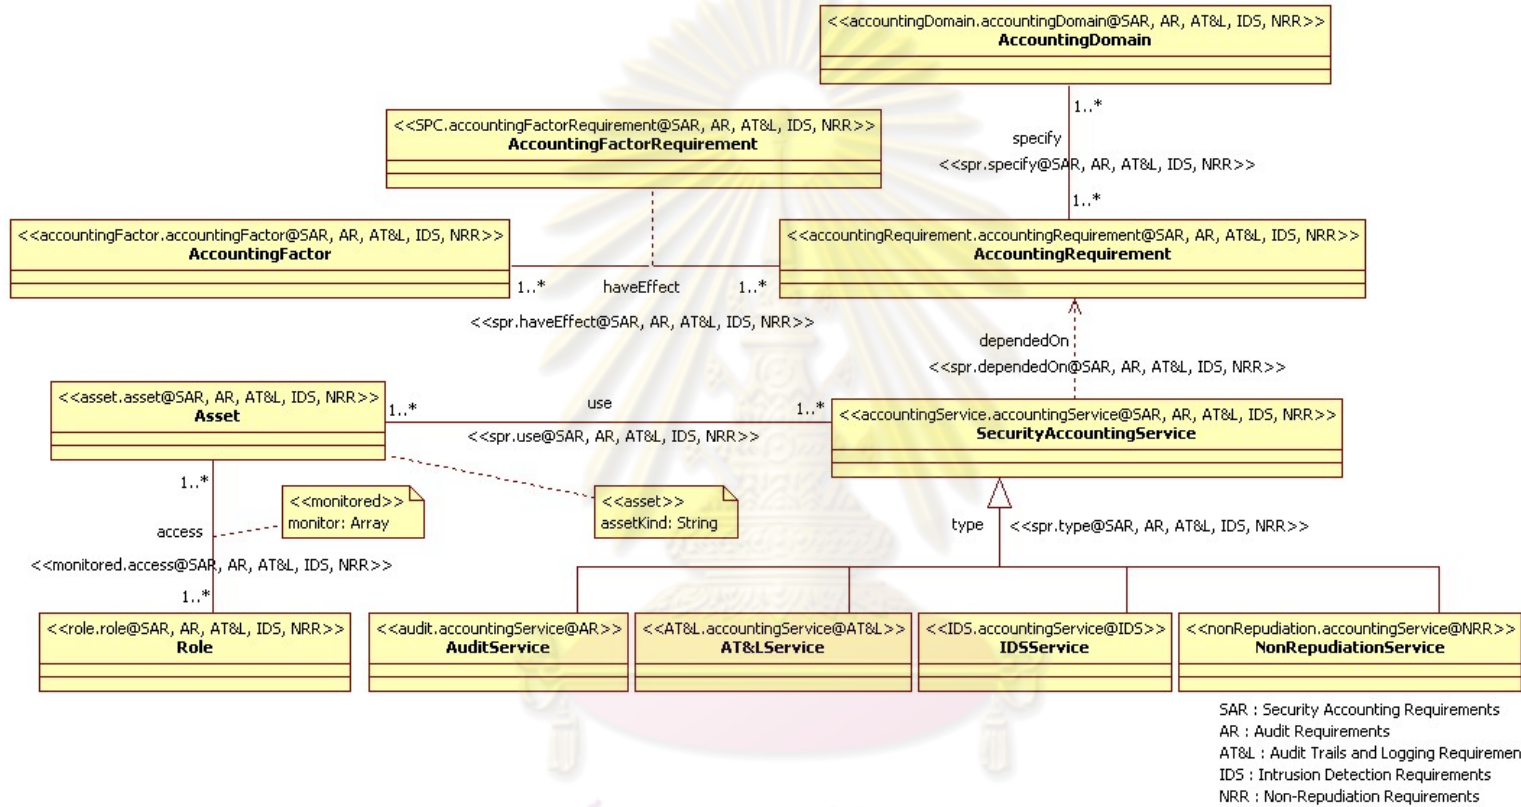 <<accountingDomain.accountingDomain@SAR, AR, AT&L, IDS, NRR>>
AccountingDomain
1..*
specify
<<spr.specify@SAR, AR, AT&L, IDS, NRR>>
1..*
<<SPC.accountingFactorRequirement@SAR, AR, AT&L, IDS, NRR>>
AccountingFactorRequirement
<<accountingFactor.accountingFactor@SAR, AR, AT&L, IDS, NRR>>
AccountingFactor
<<accountingRequirement.accountingRequirement@SAR, AR, AT&L, IDS, NRR>>
AccountingRequirement
1..*
haveEffect
1..*
<<spr.haveEffect@SAR, AR, AT&L, IDS, NRR>>
dependedOn
<<spr.dependedOn@SAR, AR, AT&L, IDS, NRR>>
<<asset.asset@SAR, AR, AT&L, IDS, NRR>>
Asset
1..*
use
1..*
<<spr.use@SAR, AR, AT&L, IDS, NRR>>
<<accountingService.accountingService@SAR, AR, AT&L, IDS, NRR>>
SecurityAccountingService
1..*
<<monitored>>
monitor: Array
<<asset>>
assetKind: String
access
<<monitored.access@SAR, AR, AT&L, IDS, NRR>>
1..*
type
<<spr.type@SAR, AR, AT&L, IDS, NRR>>
<<role.role@SAR, AR, AT&L, IDS, NRR>>
Role
<<audit.accountingService@AR>>
AuditService
<<AT&L.accountingService@AT&L>>
AT&LService
<<IDS.accountingService@IDS>>
IDSService
<<nonRepudiation.accountingService@NRR>>
NonRepudiationService
SAR : Security Accounting Requirements
AR : Audit Requirements
AT&L : Audit Trails and Logging Requiremen
IDS : Intrusion Detection Requirements
NRR : Non-Repudiation Requirements